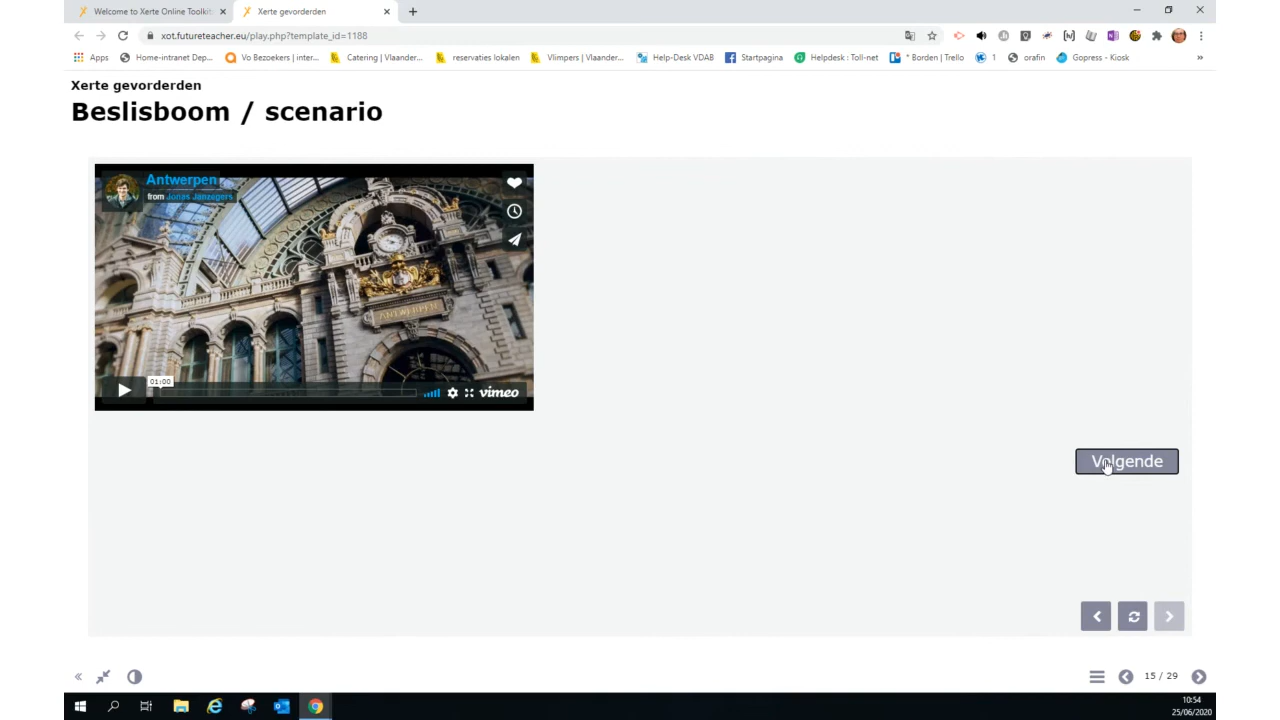 Welcome to Xerte Online Toolkit
Xerte gevorderden
xot.futureteacher.eu/play.php?template_id=1188
Apps
Home-intranet Dep...
Vo Bezoekers | inter...
Catering | Vlaander...
reservaties lokalen
Vlimpers | Vlaander...
Help-Desk VDAB
Startpagina
Helpdesk : Toll-net
* Borden | Trello
1
orafin
Gopress - Kiosk
»
Xerte gevorderden
Beslisboom / scenario
Antwerpen
from Jonas Janzegers
ANTWERPEN
01:00
vimeo
Volgende
15 / 29
10:54
25/06/2020